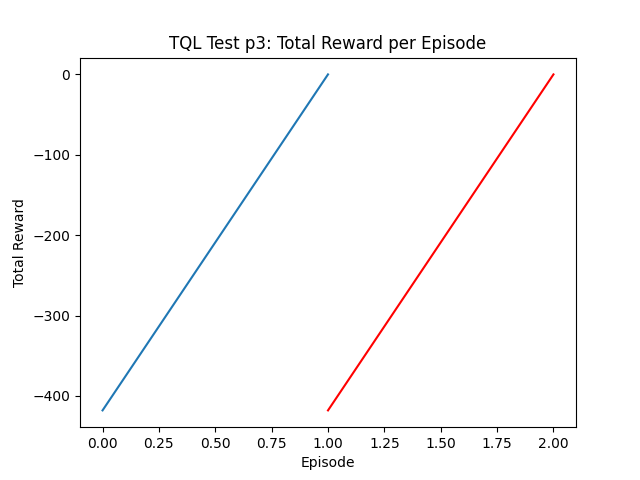 TQL Test p3: Total Reward per Episode
Total Reward
0
−100
−200
−300
−400
0.00 0.25 0.50 0.75 1.00 1.25 1.50 1.75 2.00
Episode